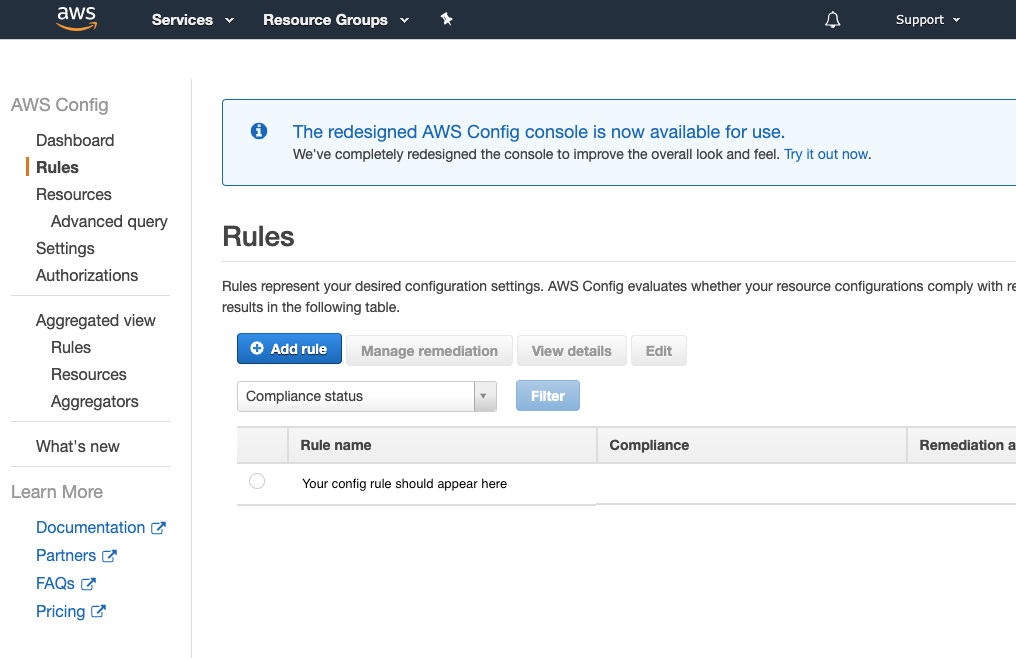 aws Services Resource Groups Support
AWS Config
Dashboard
Rules
Resources
Advanced query
Settings
Authorizations
Aggregated view
Rules
Resources
Aggregators
What's new
Learn More
Documentation
Partners
FAQs
Pricing
The redesigned AWS Config console is now available for use.
We've completely redesigned the console to improve the overall look and feel. Try it out now.
Rules
Rules represent your desired configuration settings. AWS Config evaluates whether your resource configurations comply with re
results in the following table.
Add rule Manage remediation View details Edit
Compliance status Filter
Rule name Compliance Remediation a
Your config rule should appear here